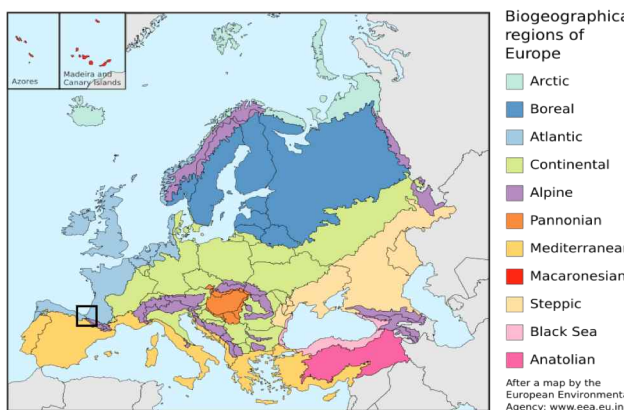 Azores
Madeira and
Canary Islands
Biogeographica
regions of
Europe
Arctic
Boreal
Atlantic
Continental
Alpine
Pannonian
Mediterranean
Macaronesian
Steppic
Black Sea
Anatolian
After a map by the
European Environmenta
Agency: www.eea.eu.in